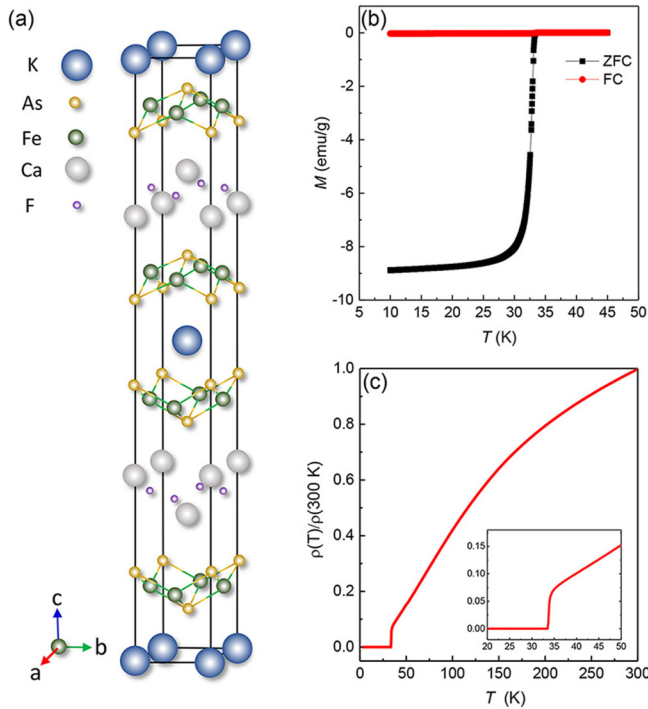 (a)
K
As
Fe
Ca
F
c
b
a
(b)
0
-2
-4
-6
-8
-10
M (emu/g)
ZFC
FC
5 10 15 20 25 30 35 40 45 50
T (K)
(c)
1.0
0.8
0.6
0.4
0.2
0.0
ρ(T)/ρ(300 K)
0.15
0.10
0.05
0.00
20 25 30 35 40 45 50
0 50 100 150 200 250 300
T (K)